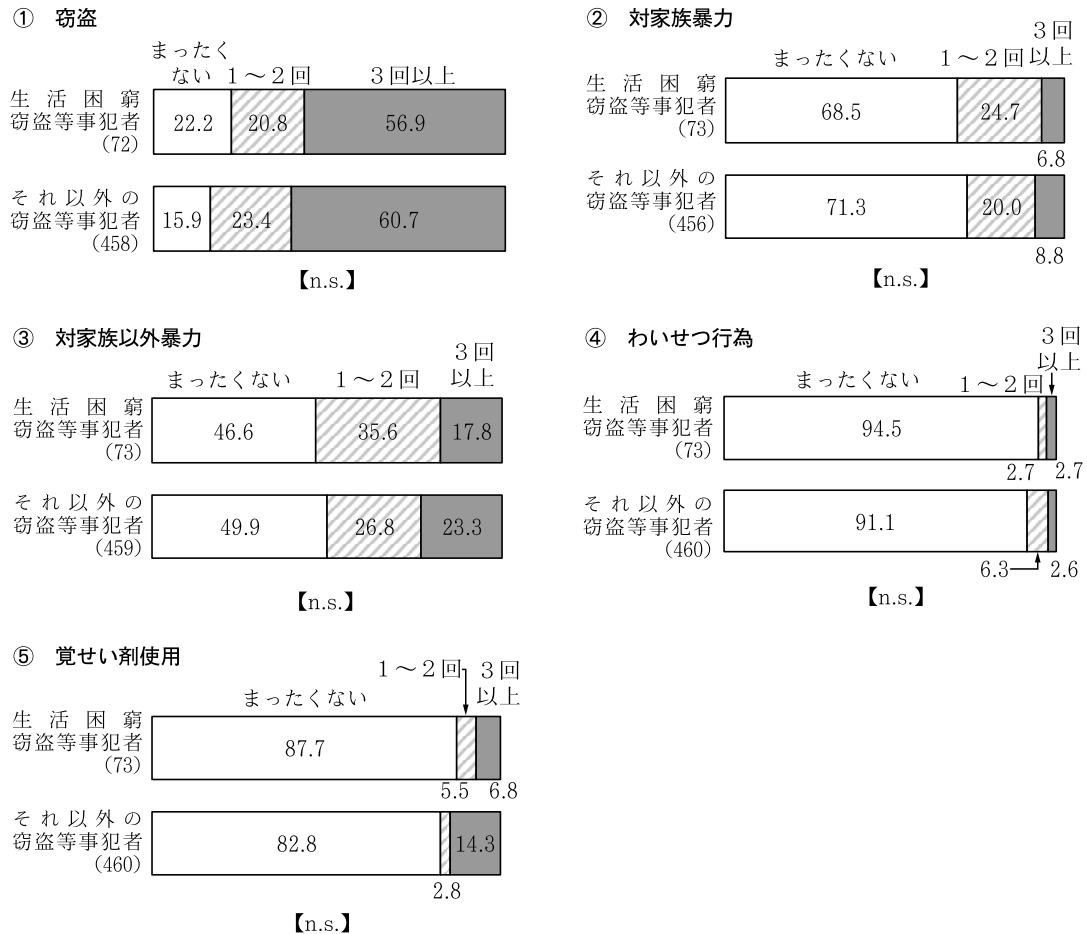 ① 窃盗
まったく
ない 1～2回 3回以上
生活困窮
窃盗等事犯者
(72)
22.2 20.8 56.9
それ以外の
窃盗等事犯者
(458)
15.9 23.4 60.7
【n.s.】
② 対家族暴力
3回
まったくない 1～2回 以上
生活困窮
窃盗等事犯者
(73)
68.5 24.7
6.8
それ以外の
窃盗等事犯者
(456)
71.3 20.0
8.8
【n.s.】
③ 対家族以外暴力
3回
まったくない 1～2回 以上
生活困窮
窃盗等事犯者
(73)
46.6 35.6 17.8
それ以外の
窃盗等事犯者
(459)
49.9 26.8 23.3
【n.s.】
④ わいせつ行為
3回
以上
まったくない 1～2回
生活困窮
窃盗等事犯者
(73)
94.5
2.7 2.7
それ以外の
窃盗等事犯者
(460)
91.1
6.3 2.6
【n.s.】
⑤ 覚せい剤使用
1～2回 3回
まったくない 以上
生活困窮
窃盗等事犯者
(73)
87.7
5.5 6.8
それ以外の
窃盗等事犯者
(460)
82.8 14.3
2.8
【n.s.】